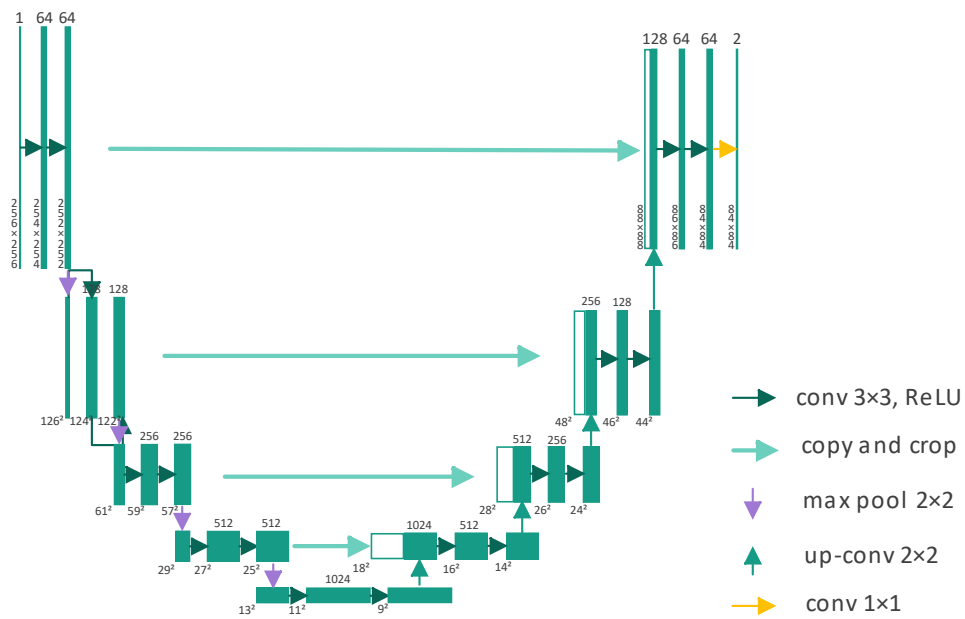 1 64 64
128 64 64 2
256×256 254×254 252×252
88×88 86×86 84×84 84×84
128
256 128
126² 124² 122²
48² 46² 44²
conv 3×3, ReLU
256 256
512 256
copy and crop
61² 59² 57²
28² 26² 24²
max pool 2×2
512 512
1024 512
up-conv 2×2
29² 27² 25²
18² 16² 14²
1024
13² 11² 9²
conv 1×1